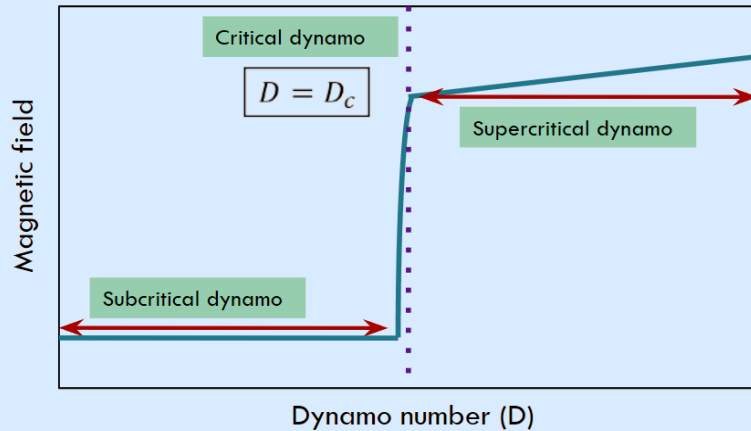 Critical dynamo
D = D_c
Supercritical dynamo
Subcritical dynamo
Magnetic field
Dynamo number (D)